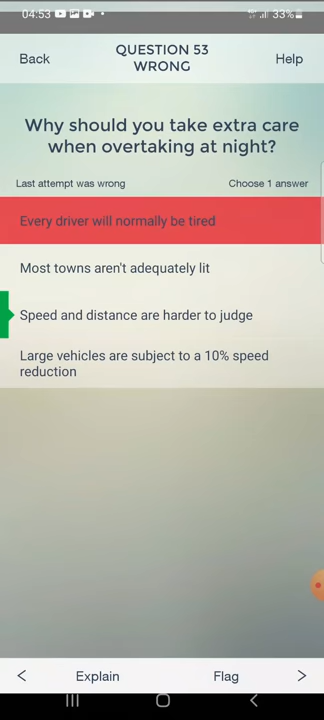 04:53
33%
Back
QUESTION 53
WRONG
Help
Why should you take extra care
when overtaking at night?
Last attempt was wrong
Choose 1 answer
Every driver will normally be tired
Most towns aren't adequately lit
Speed and distance are harder to judge
Large vehicles are subject to a 10% speed
reduction
< Explain Flag >